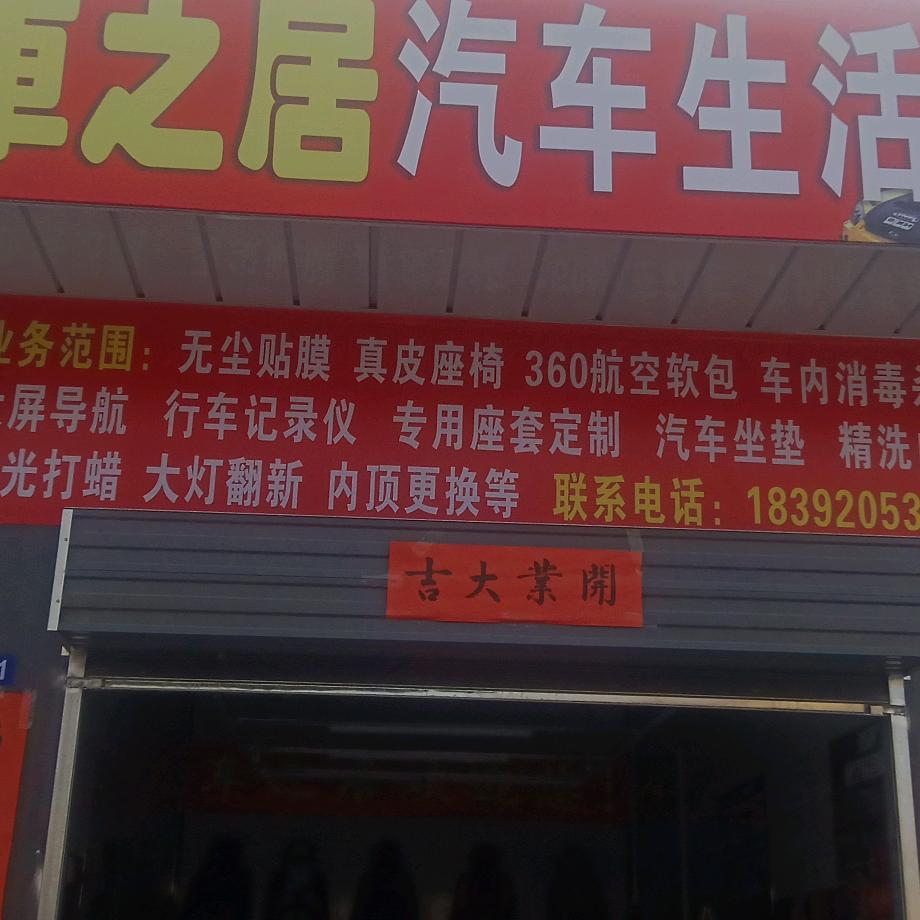 车之居汽车生活
业务范围：无尘贴膜 真皮座椅 360航空软包 车内消毒
屏导航 行车记录仪 专用座套定制 汽车坐垫 精洗
光打蜡 大灯翻新 内顶更换等 联系电话：18392053
吉大業開
1